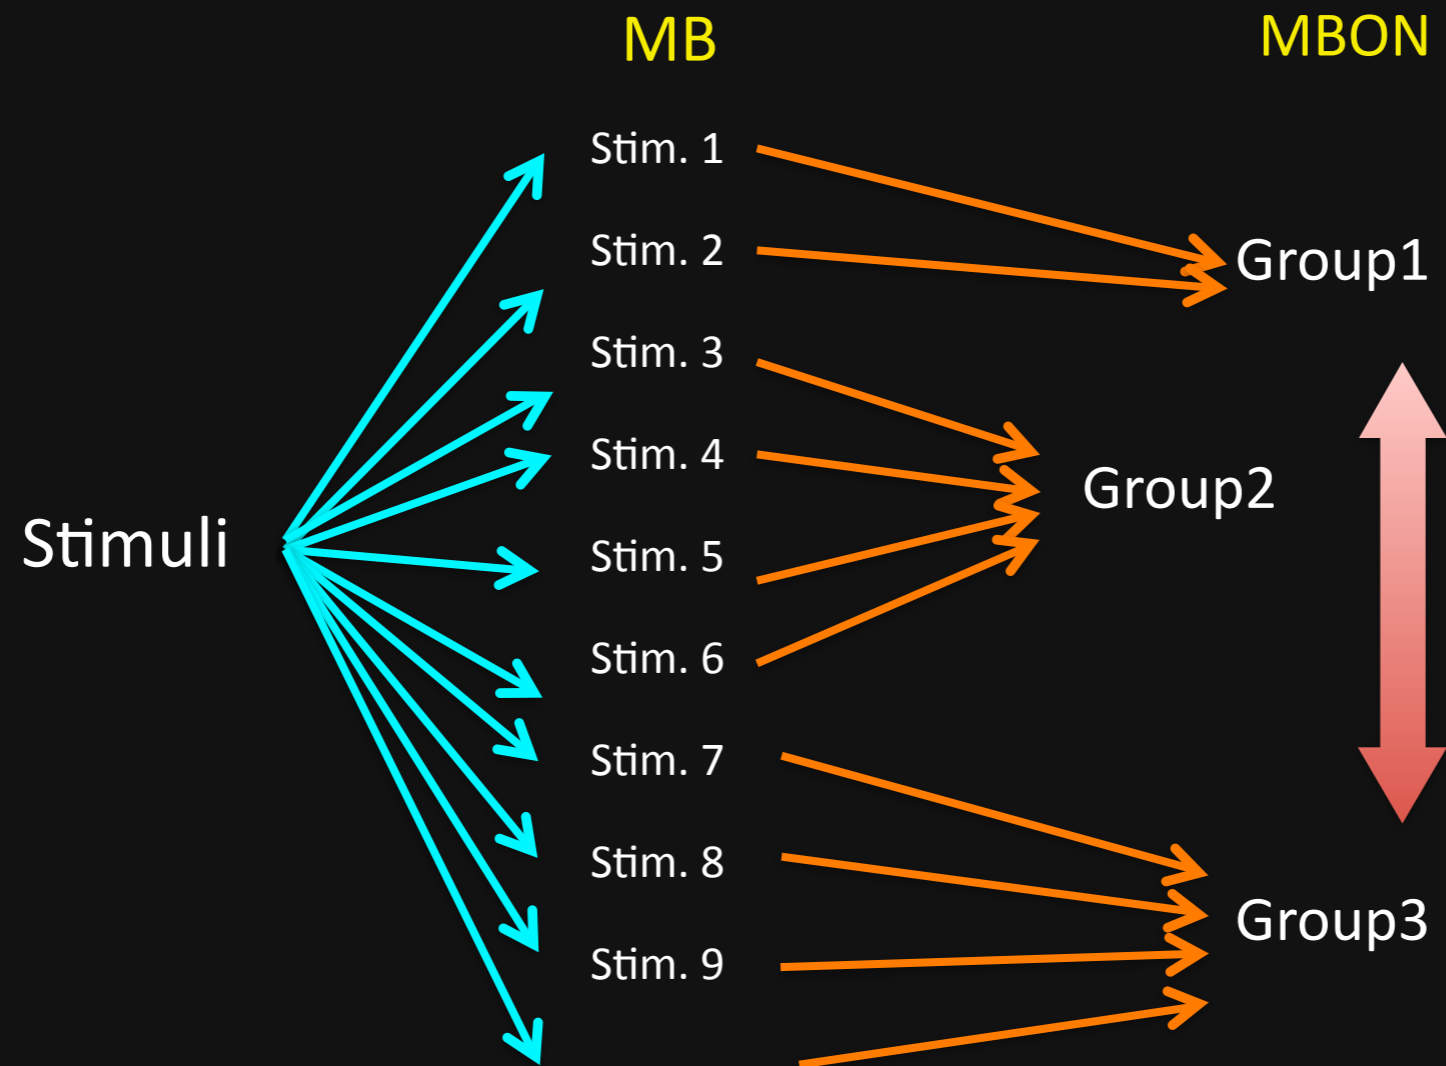 MB
MBON
Stim. 1
Stim. 2
Group1
Stim. 3
Stim. 4
Group2
Stimuli
Stim. 5
Stim. 6
Stim. 7
Stim. 8
Group3
Stim. 9